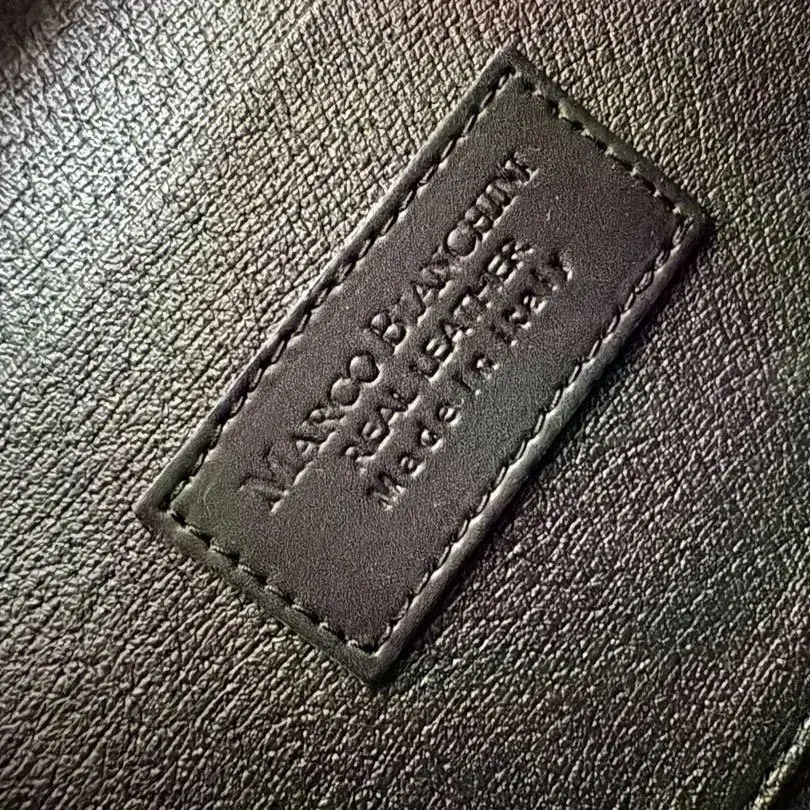 MARCO BIANCHINI
REAL LEATHER
Made in Italy